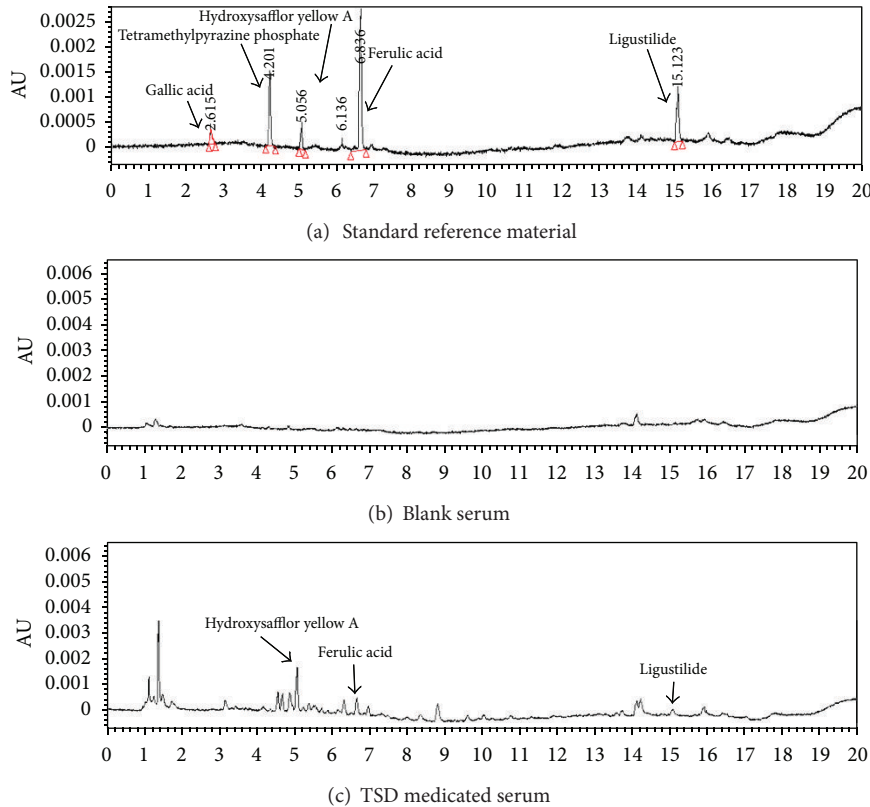 Hydroxysafflor yellow A
Tetramethylpyrazine phosphate
Gallic acid
Ferulic acid
Ligustilide
2.615
4.201
5.056
6.136
6.836
15.123
AU
0.0025
0.002
0.0015
0.001
0.0005
0
0 1 2 3 4 5 6 7 8 9 10 11 12 13 14 15 16 17 18 19 20
(a) Standard reference material
AU
0.006
0.005
0.004
0.003
0.002
0.001
0
0 1 2 3 4 5 6 7 8 9 10 11 12 13 14 15 16 17 18 19 20
(b) Blank serum
AU
0.006
0.005
0.004
0.003
0.002
0.001
0
Hydroxysafflor yellow A
Ferulic acid
Ligustilide
0 1 2 3 4 5 6 7 8 9 10 11 12 13 14 15 16 17 18 19 20
(c) TSD medicated serum